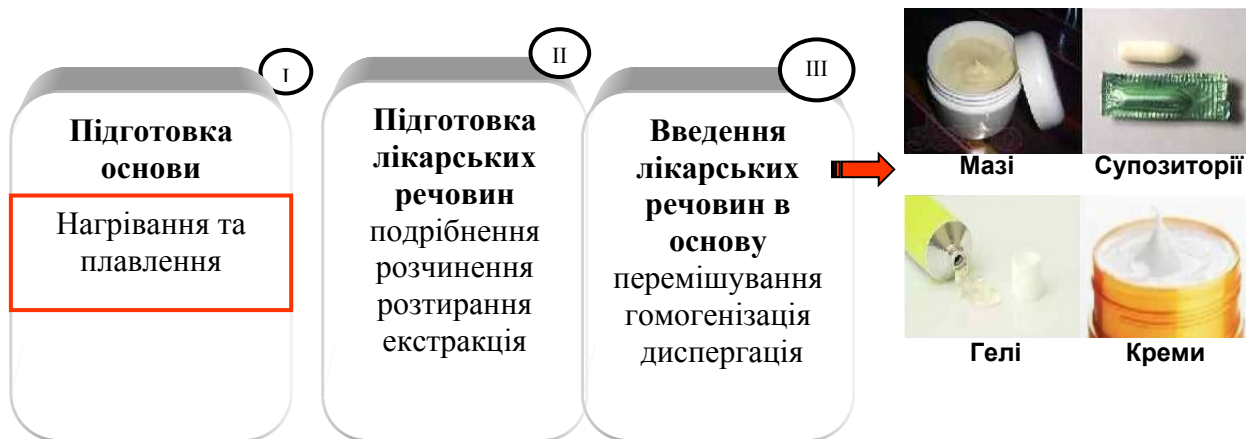 I
Підготовка
основи
Нагрівання та
плавлення
II
Підготовка
лікарських
речовин
подрібнення
розчинення
розтирання
екстракція
III
Введення
лікарських
речовин в
основу
перемішування
гомогенізація
диспергація
Мазі
Супозиторії
Гелі
Креми